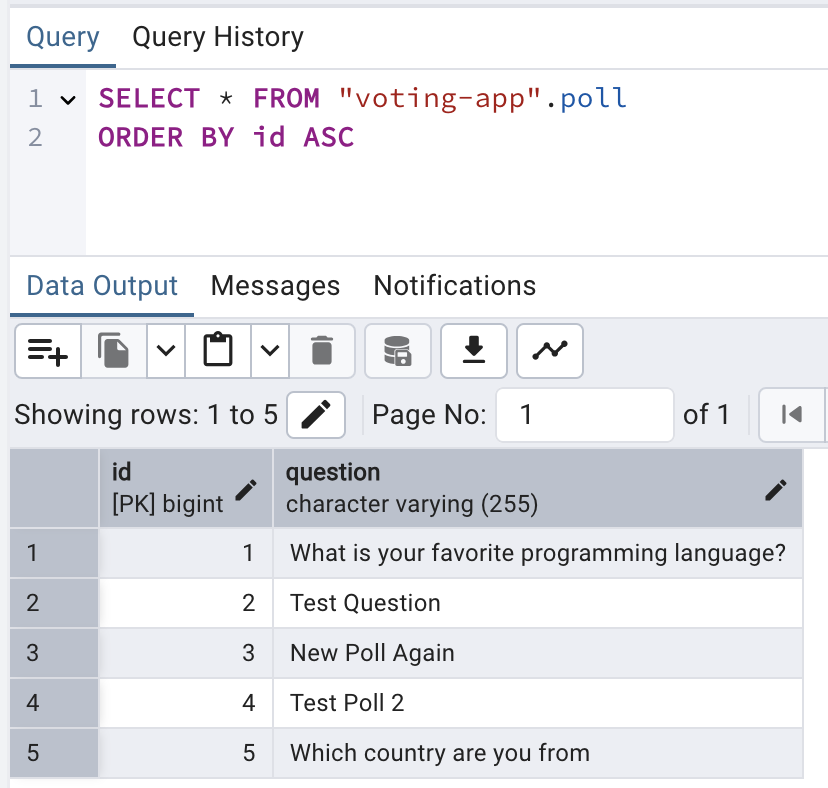 Query Query History
1 SELECT * FROM "voting-app".poll
2 ORDER BY id ASC
Data Output Messages Notifications
Showing rows: 1 to 5 Page No: 1 of 1
id question
[PK] bigint character varying (255)
1 1 What is your favorite programming language?
2 2 Test Question
3 3 New Poll Again
4 4 Test Poll 2
5 5 Which country are you from